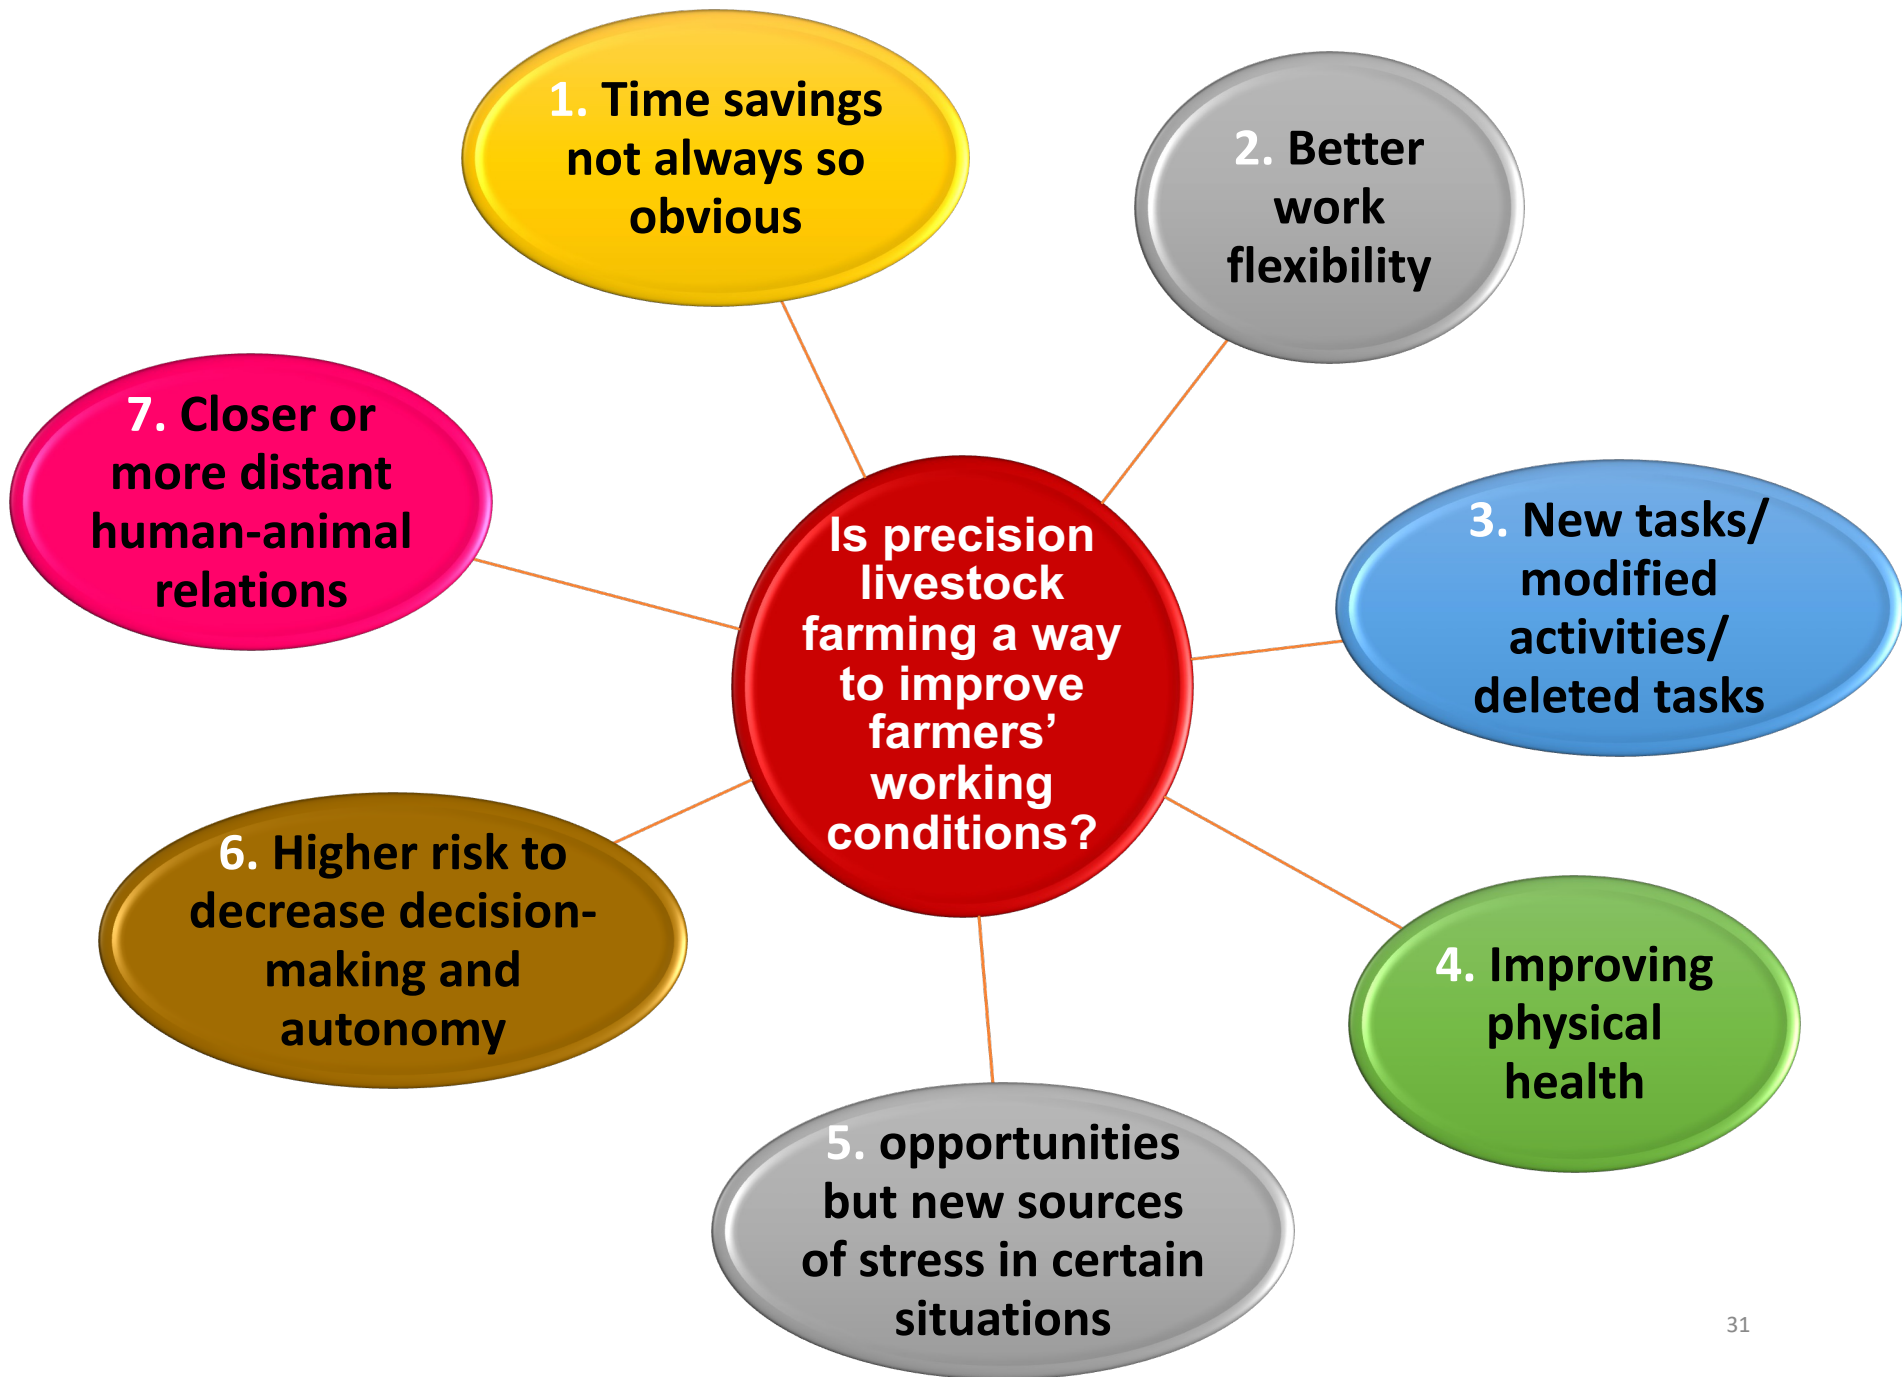 1. Time savings
not always so
obvious
2. Better
work
flexibility
3. New tasks/
modified
activities/
deleted tasks
4. Improving
physical
health
5. opportunities
but new sources
of stress in certain
situations
6. Higher risk to
decrease decision-
making and
autonomy
7. Closer or
more distant
human-animal
relations
Is precision
livestock
farming a way
to improve
farmers’
working
conditions?
31